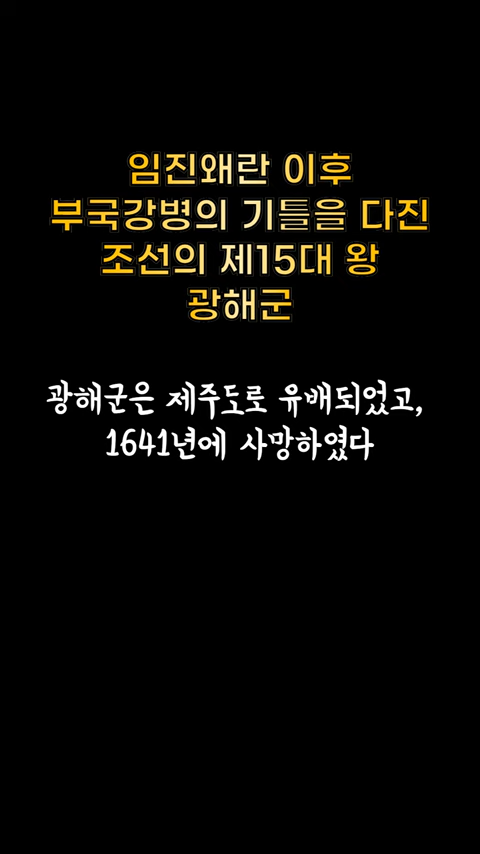 임진왜란 이후
부국강병의 기틀을 다진
조선의 제15대 왕
광해군
광해군은 제주도로 유배되었고,
1641년에 사망하였다